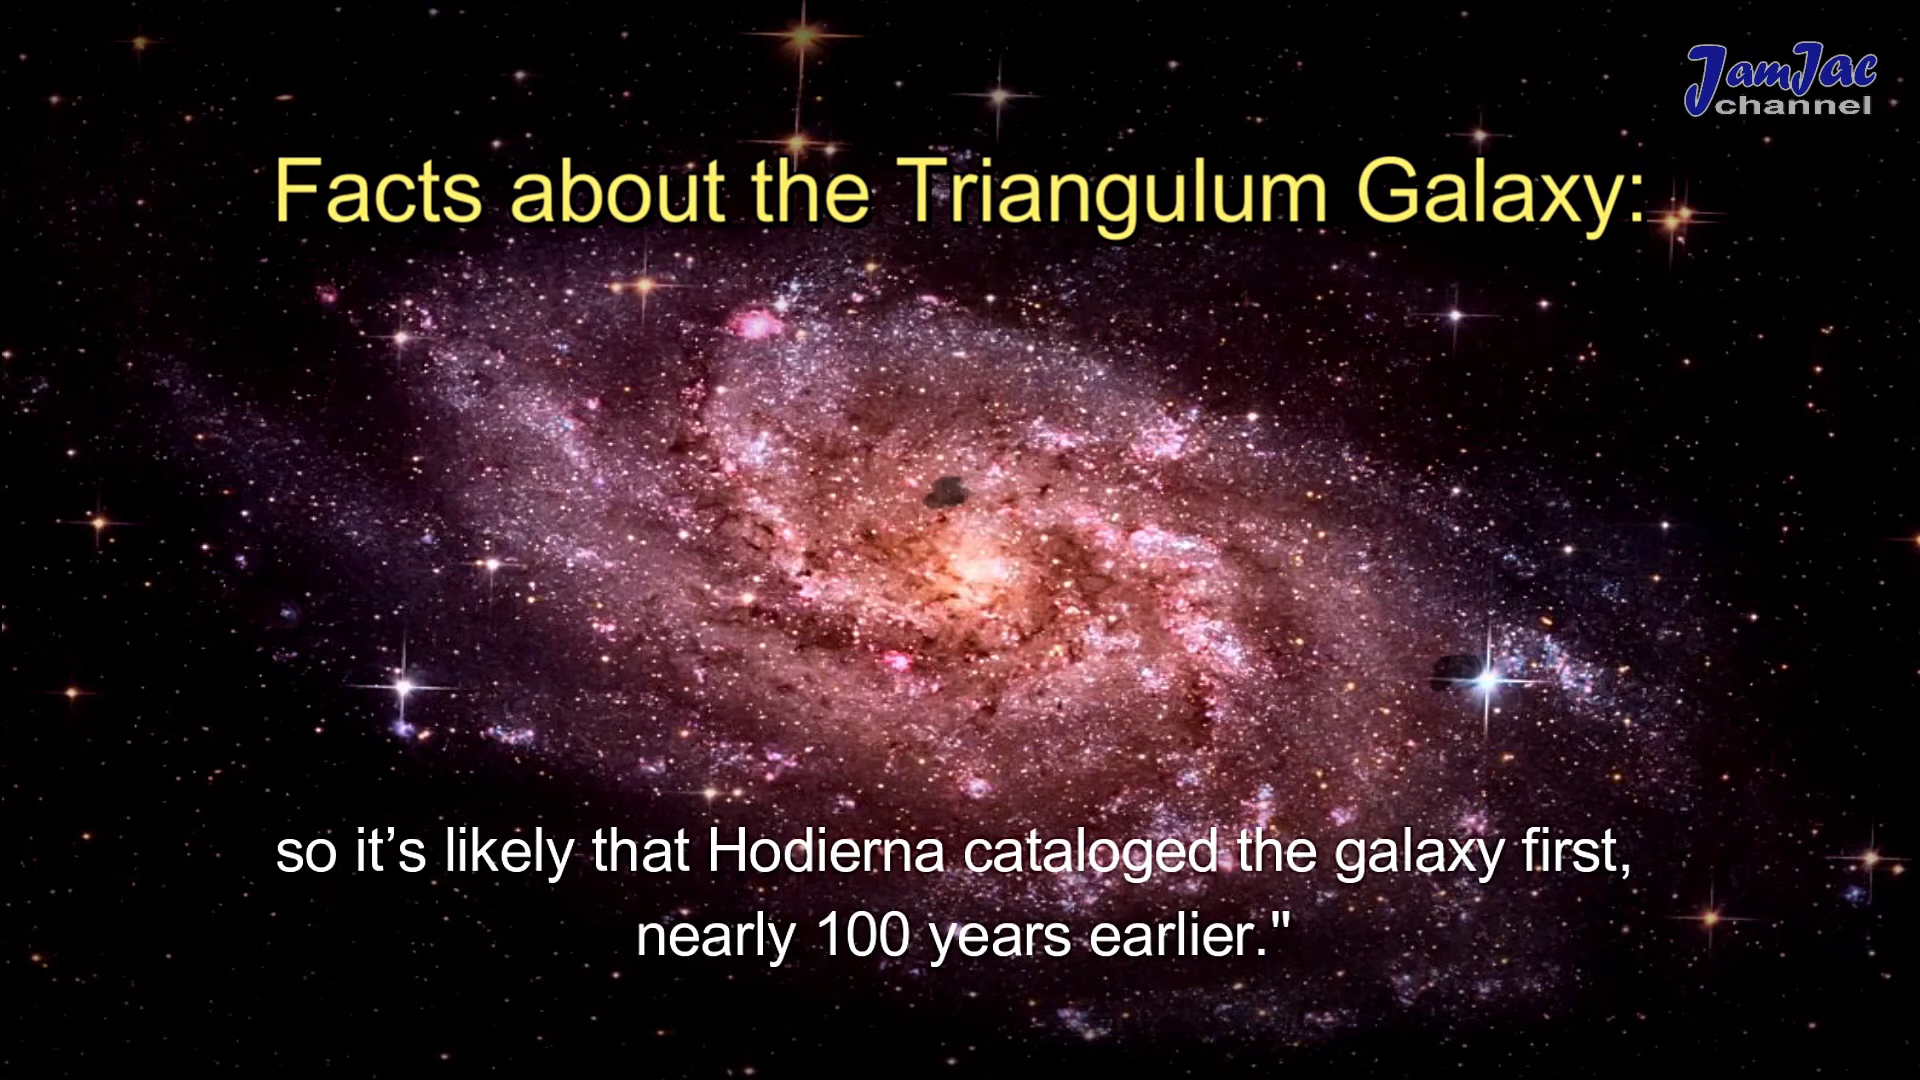 JamJac
channel
Facts about the Triangulum Galaxy:
so it’s likely that Hodierna cataloged the galaxy first,
nearly 100 years earlier."